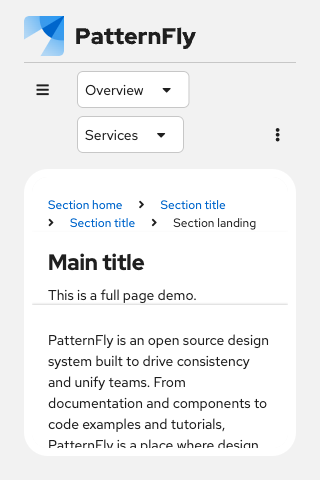 PatternFly
Overview
Services
Section home
Section title
Section title
Section landing
Main title
This is a full page demo.
PatternFly is an open source design
system built to drive consistency
and unify teams. From
documentation and components to
code examples and tutorials,
PatternFly is a place where design